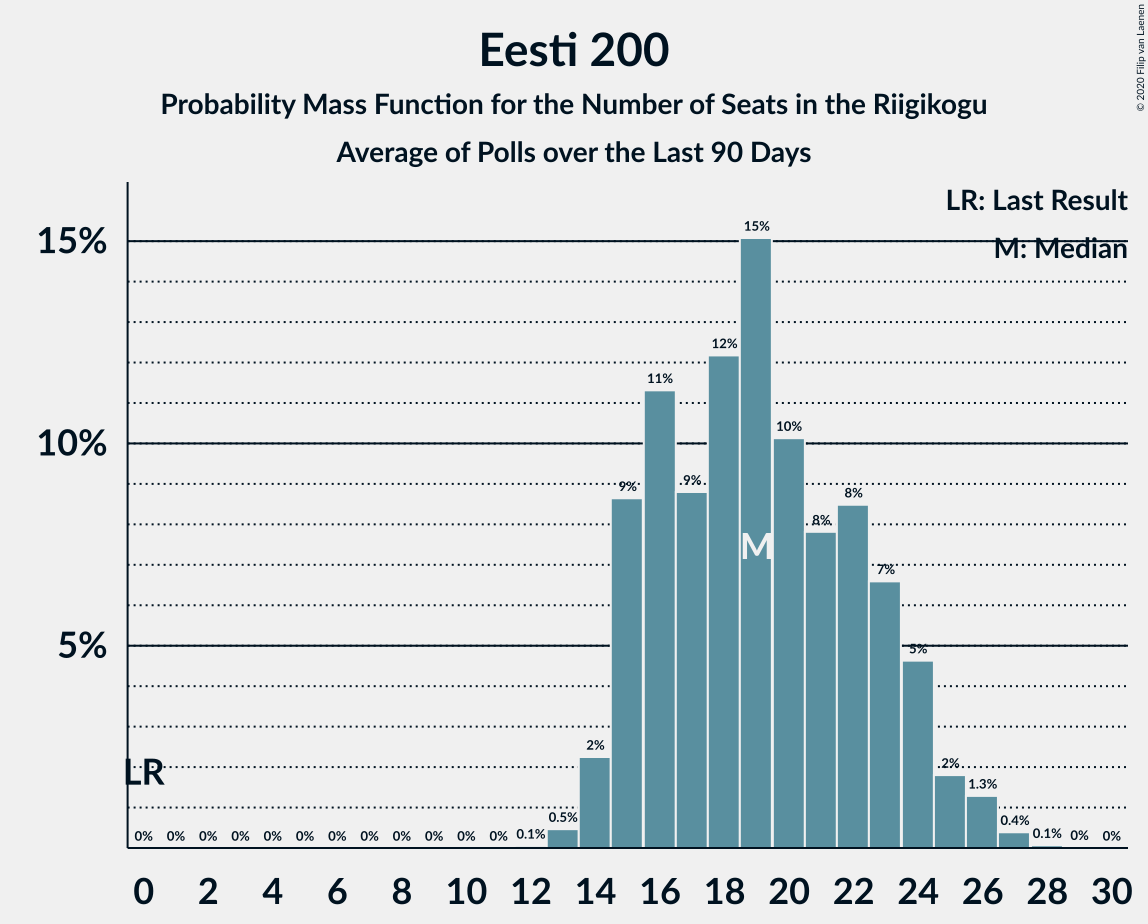 Eesti 200
Probability Mass Function for the Number of Seats in the Riigikogu
Average of Polls over the Last 90 Days
© 2020 Filip van Laenen
LR: Last Result
M: Median
15%
10%
5%
LR
M
0% 0% 0% 0% 0% 0% 0% 0% 0% 0% 0% 0% 0.1% 0.5% 2% 9% 11% 9% 12% 15% 10% 8% 8% 7% 5% 2% 1.3% 0.4% 0.1% 0% 0%
0 2 4 6 8 10 12 14 16 18 20 22 24 26 28 30